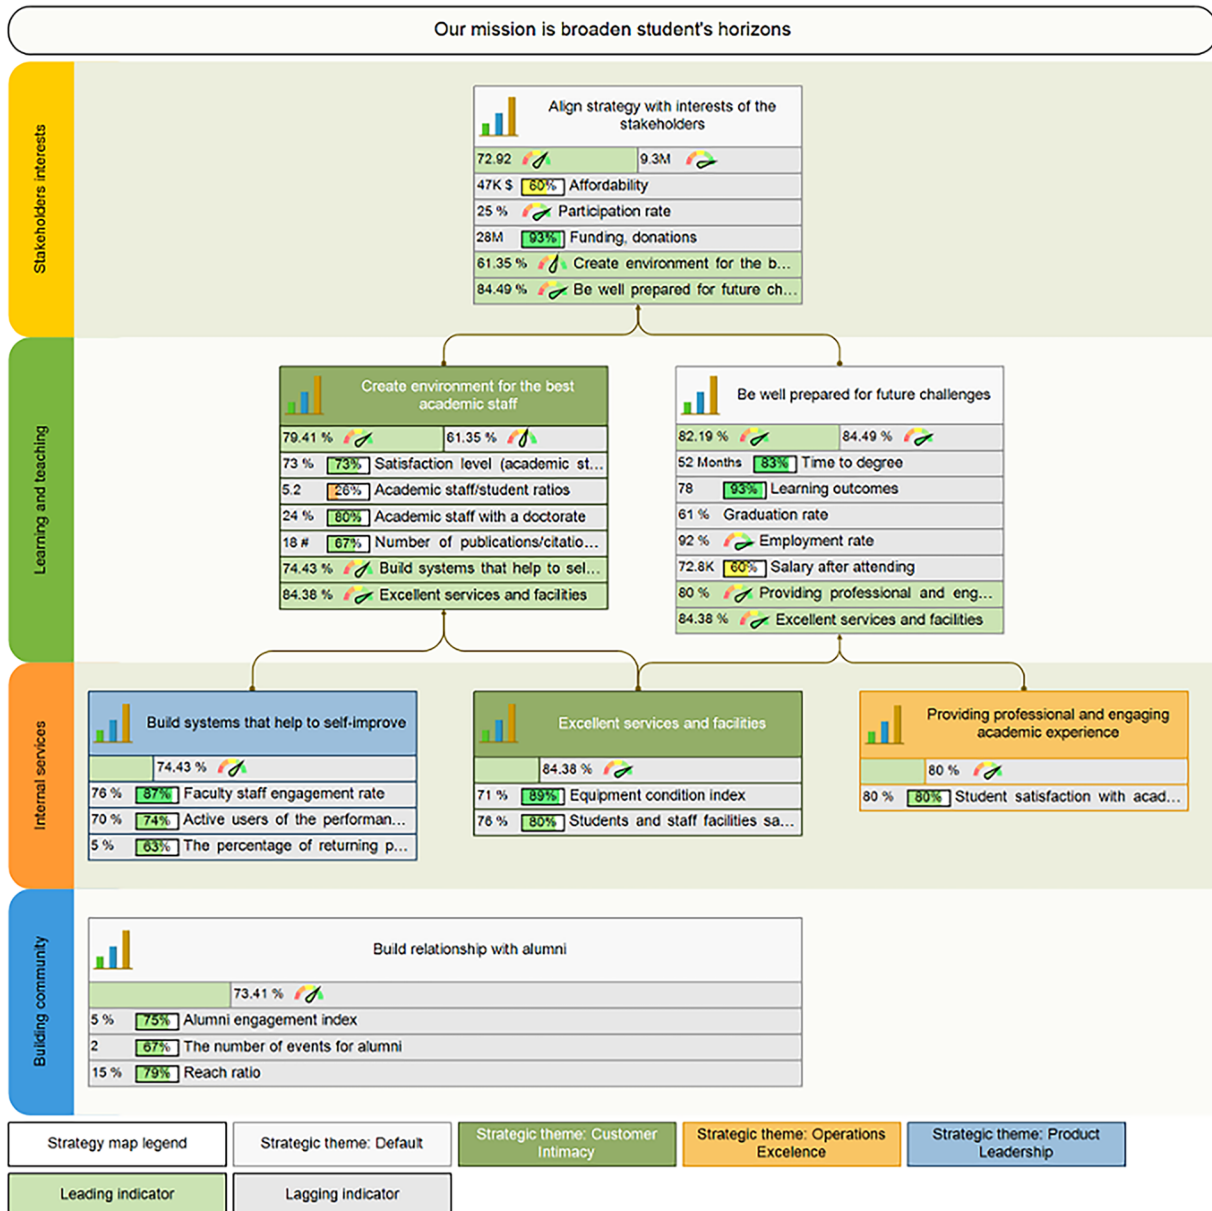 Our mission is broaden student's horizons
Stakeholders interests
Align strategy with interests of the
stakeholders
72.92 9.3M
47K $ 60% Affordability
25 % Participation rate
28M 93% Funding, donations
61.35 % Create environment for the b...
84.49 % Be well prepared for future ch...
Learning and teaching
Create environment for the best
academic staff
79.41 % 61.35 %
73 % 73% Satisfaction level (academic st...
5.2 26% Academic staff/student ratios
24 % 80% Academic staff with a doctorate
18 # 67% Number of publications/citatio...
74.43 % Build systems that help to sel...
84.38 % Excellent services and facilities
Be well prepared for future challenges
82.19 % 84.49 %
52 Months 83% Time to degree
78 93% Learning outcomes
61 % Graduation rate
92 % Employment rate
72.8K 60% Salary after attending
80 % Providing professional and eng...
84.38 % Excellent services and facilities
Internal services
Build systems that help to self-improve
74.43 %
76 % 87% Faculty staff engagement rate
70 % 74% Active users of the performan...
5 % 63% The percentage of returning p...
Excellent services and facilities
84.38 %
71 % 89% Equipment condition index
76 % 80% Students and staff facilities sa...
Providing professional and engaging
academic experience
80 %
80 % 80% Student satisfaction with acad...
Building community
Build relationship with alumni
73.41 %
5 % 75% Alumni engagement index
2 67% The number of events for alumni
15 % 79% Reach ratio
Strategy map legend
Strategic theme: Default
Strategic theme: Customer
Intimacy
Strategic theme: Operations
Excelence
Strategic theme: Product
Leadership
Leading indicator
Lagging indicator